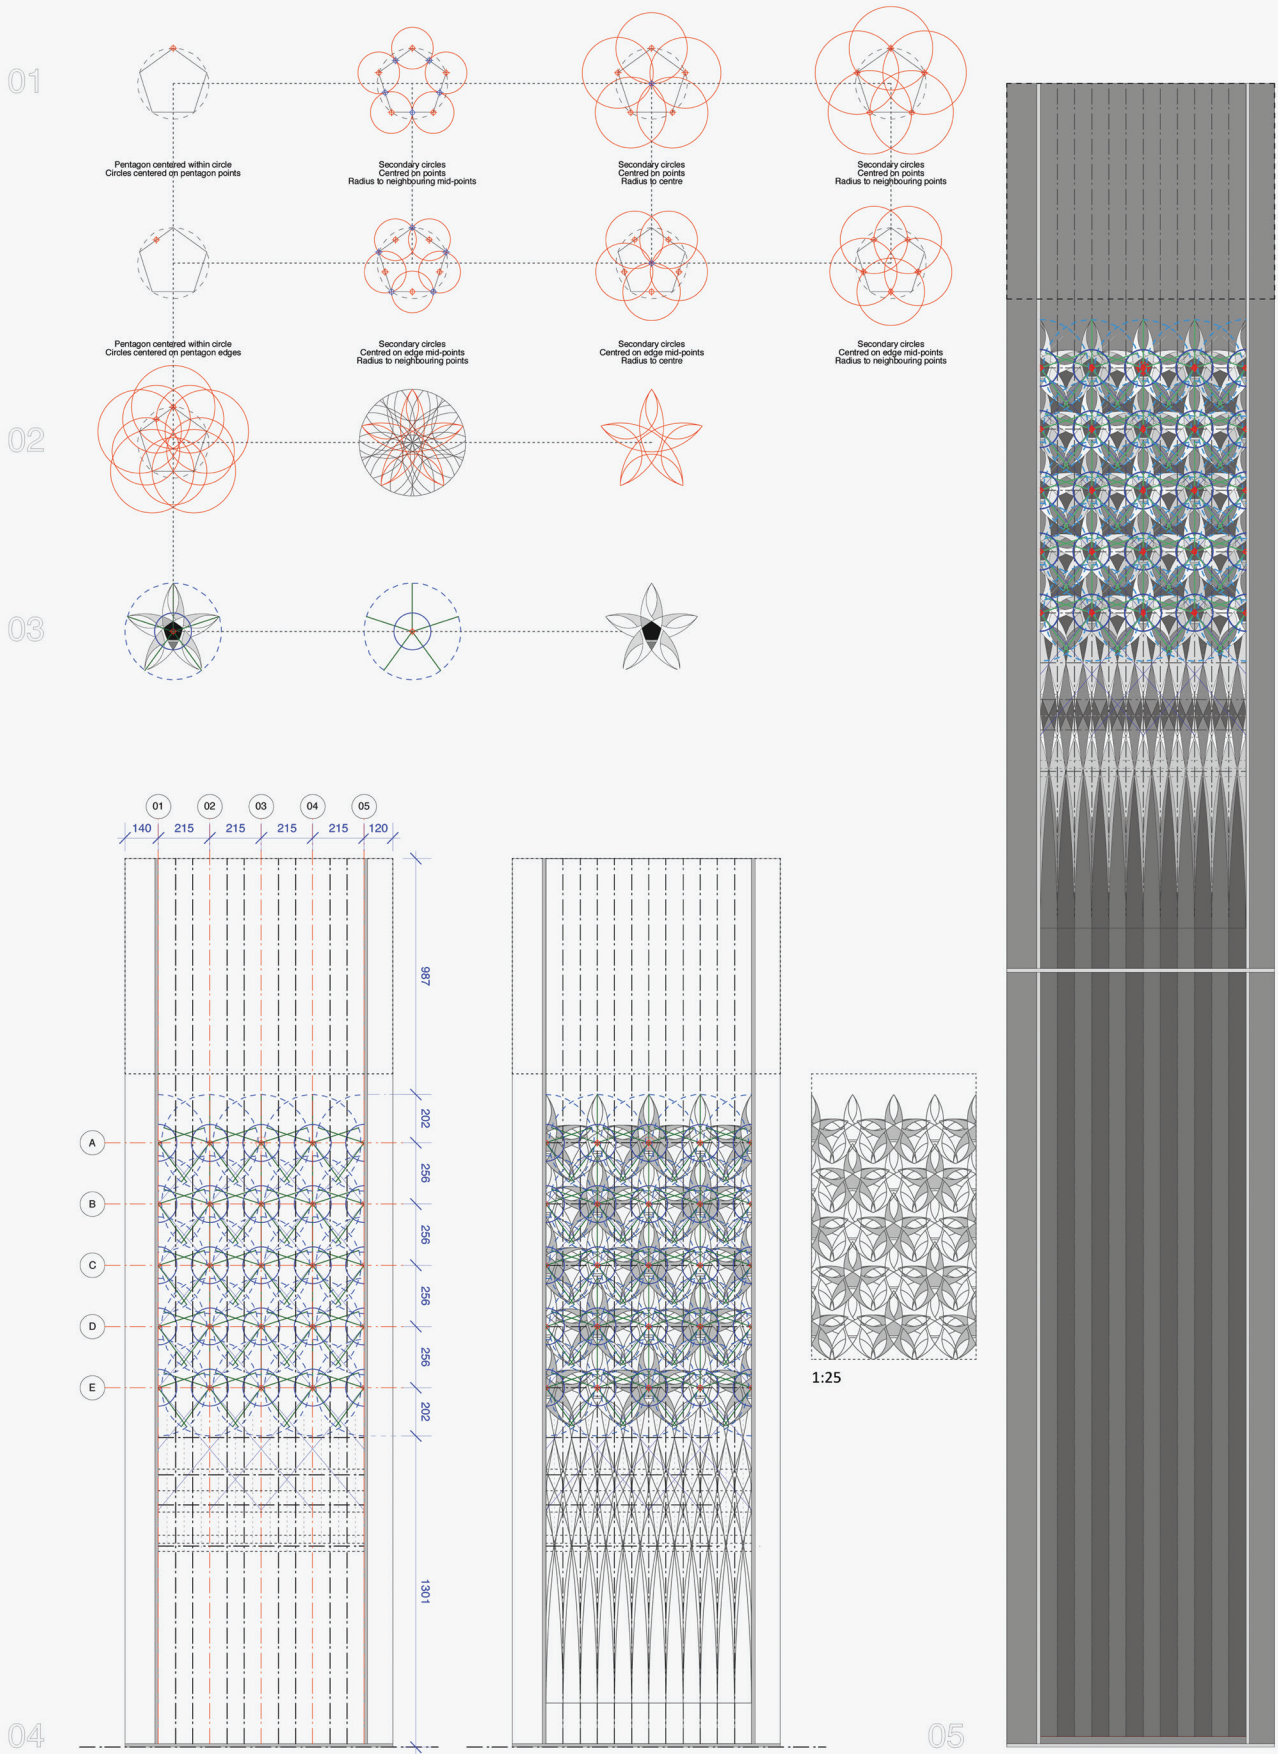 01
Pentagon centered within circle
Circles centered on pentagon points
Secondary circles
Centred on points
Radius to neighbouring mid-points
Secondary circles
Centred on points
Radius to centre
Secondary circles
Centred on points
Radius to neighbouring points
Pentagon centered within circle
Circles centered on pentagon edges
Secondary circles
Centred on edge mid-points
Radius to neighbouring points
Secondary circles
Centred on edge mid-points
Radius to centre
Secondary circles
Centred on edge mid-points
Radius to neighbouring points
02
03
01 02 03 04 05
140 215 215 215 215 120
987
202
A
256
B
256
C
256
D
256
E
202
1301
1:25
04
05